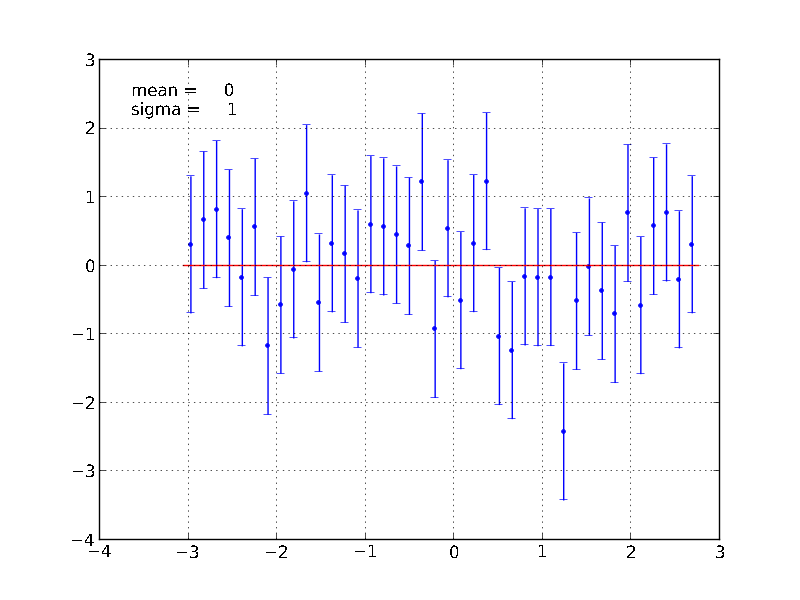 3
mean = 0
sigma = 1
2
1
0
−1
−2
−3
−4
−4 −3 −2 −1 0 1 2 3